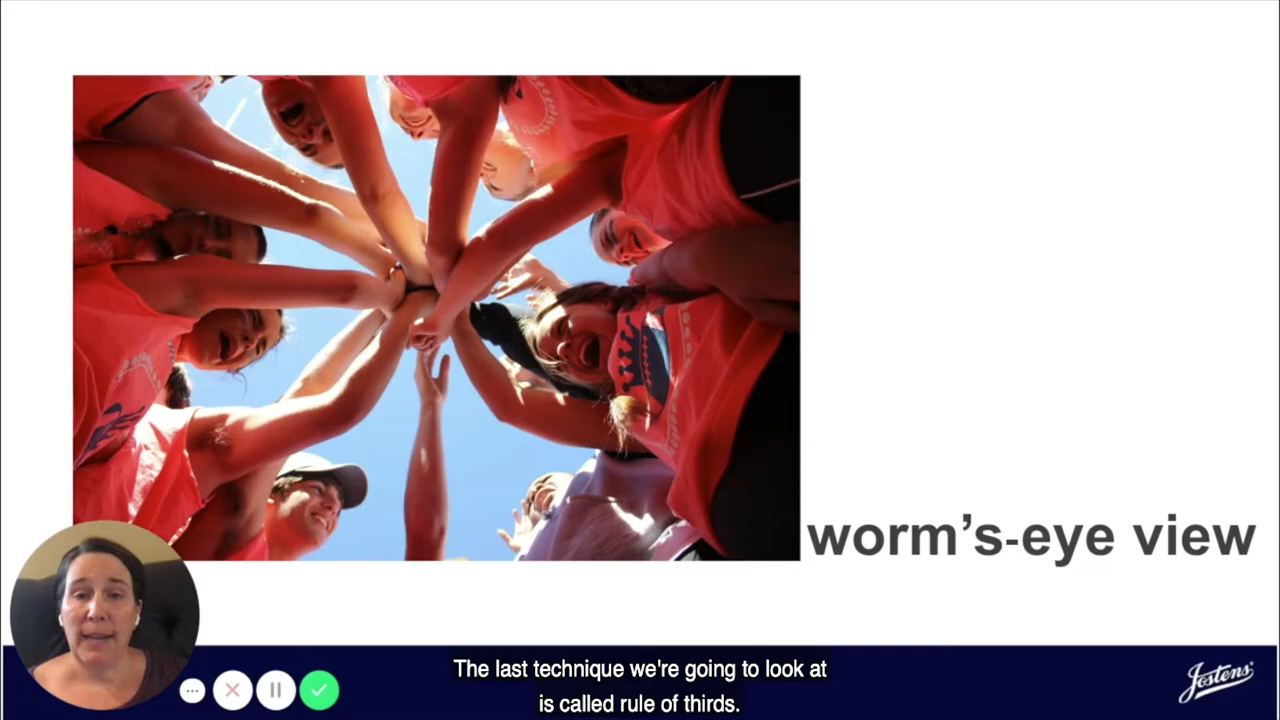 worm’s-eye view
The last technique we're going to look at
is called rule of thirds.
Jostens